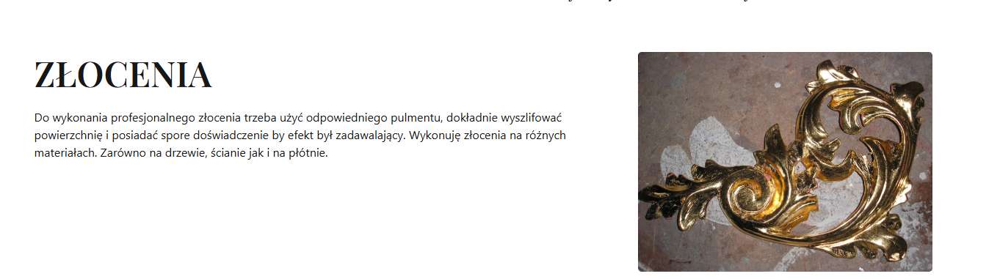 ZŁOCENIA
Do wykonania profesjonalnego złocenia trzeba użyć odpowiedniego pulmentu, dokładnie wyszlifować
powierzchnię i posiadać spore doświadczenie by efekt był zadawalający. Wykonuję złocenia na różnych
materiałach. Zarówno na drzewie, ścianie jak i na płótnie.